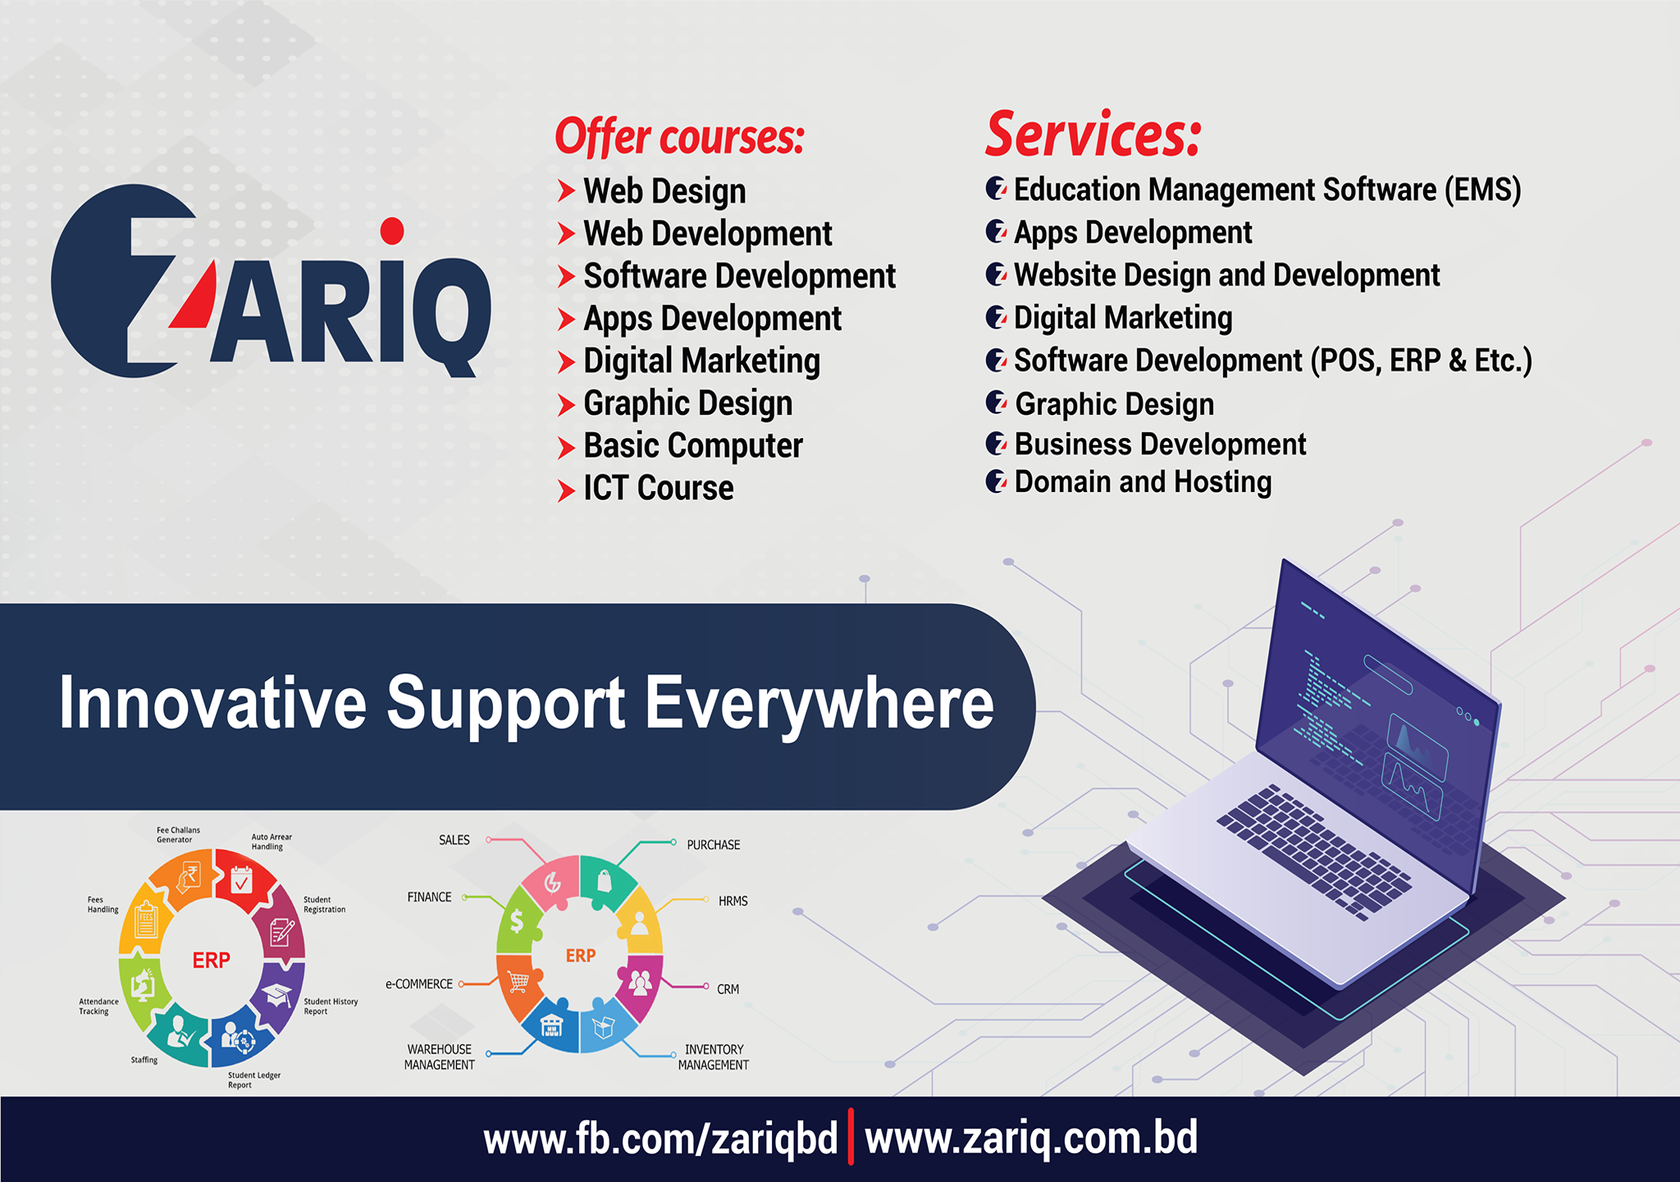 ZARIQ
Offer courses:
Web Design
Web Development
Software Development
Apps Development
Digital Marketing
Graphic Design
Basic Computer
ICT Course
Services:
Education Management Software (EMS)
Apps Development
Website Design and Development
Digital Marketing
Software Development (POS, ERP & Etc.)
Graphic Design
Business Development
Domain and Hosting
Innovative Support Everywhere
Fee Challans
Generator
Auto Arrear
Handling
Fees
Handling
FEES
Student
Registration
ERP
Attendance
Tracking
Student History
Report
Staffing
Student Ledger
Report
SALES
PURCHASE
FINANCE
HRMS
ERP
e-COMMERCE
CRM
WAREHOUSE
MANAGEMENT
INVENTORY
MANAGEMENT
www.fb.com/zariqbd | www.zariq.com.bd